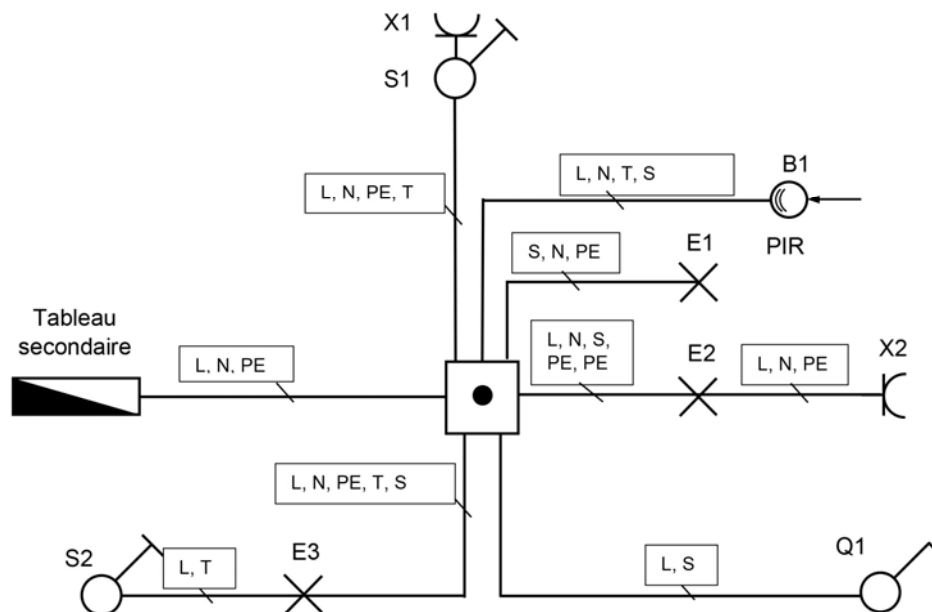 X1
S1
L, N, PE, T
L, N, T, S
B1
PIR
S, N, PE
E1
Tableau
secondaire
L, N, PE
L, N, S,
PE, PE
E2
L, N, PE
X2
L, N, PE, T, S
S2
L, T
E3
L, S
Q1